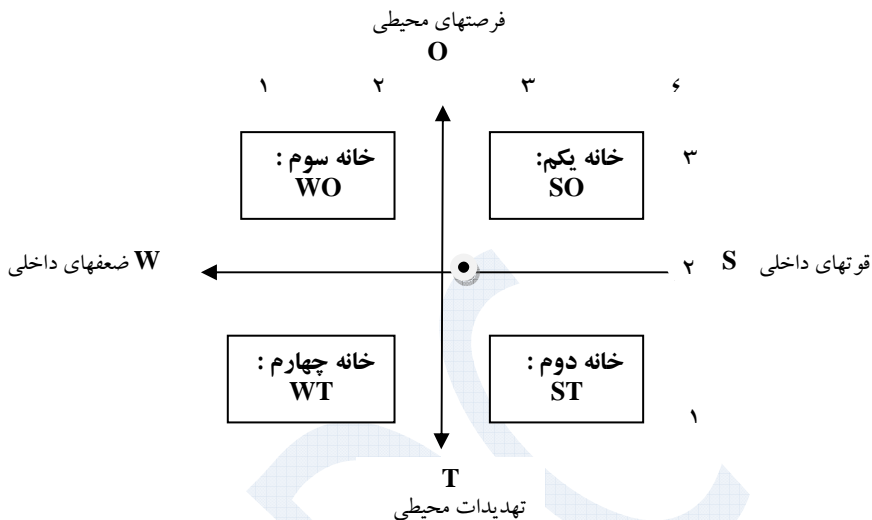 فرصتهای محیطی
O
۱ ۲ ۳ ۶
خانه یکم:
SO
خانه سوم :
WO
۳
قوتهای داخلی S ۲
W ضعفهای داخلی
خانه دوم :
ST
خانه چهارم :
WT
۱
T
تهدیدات محیطی